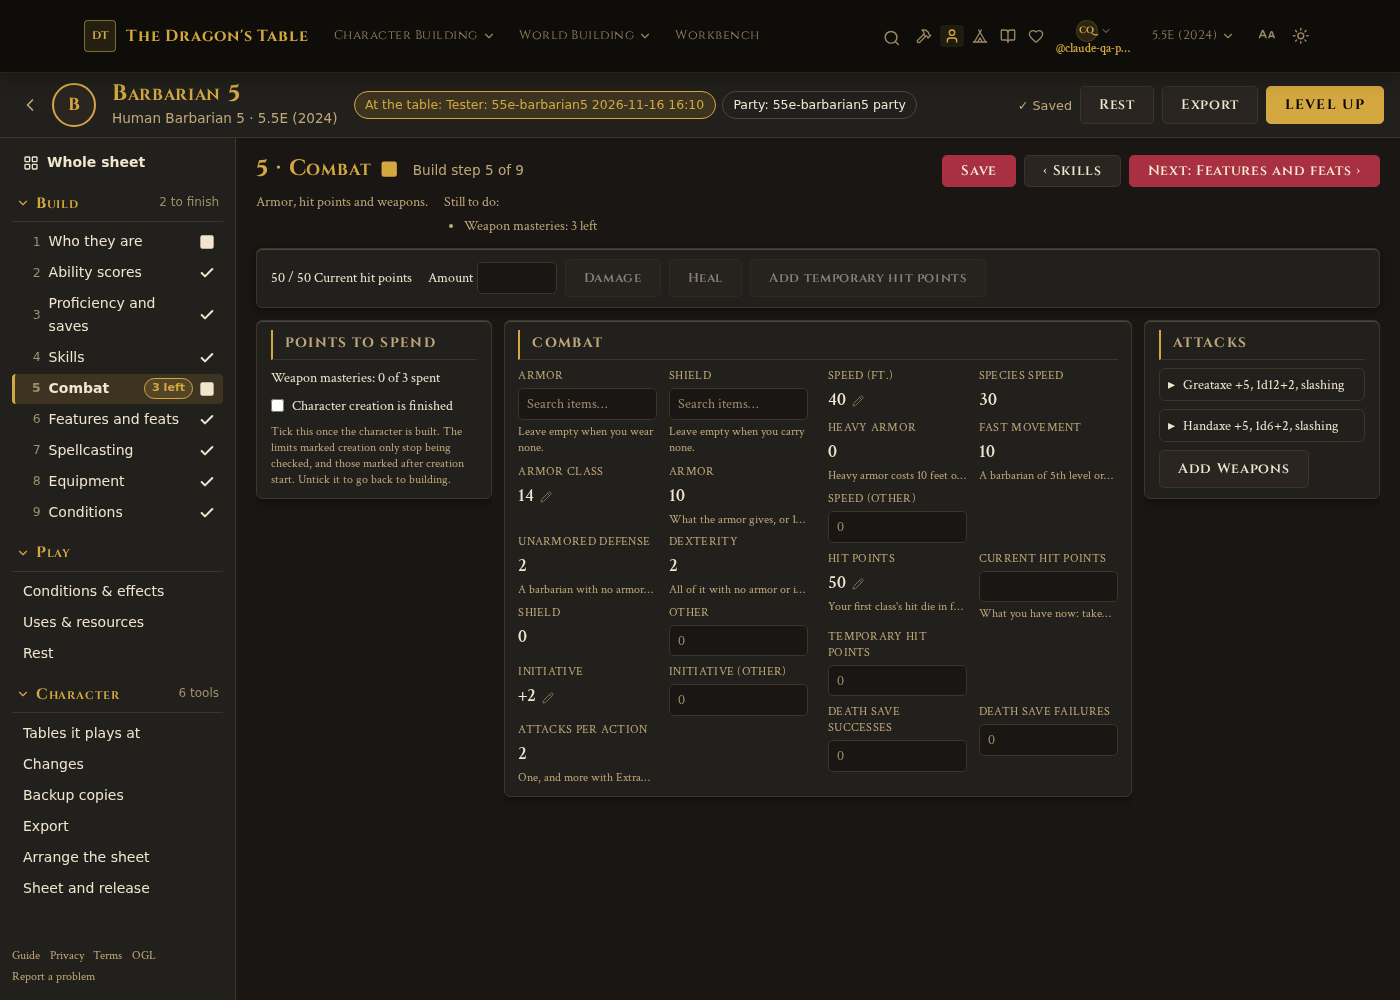 DT The Dragon's Table Character Building World Building Workbench CQ_ @claude-qa-p... 5.5E (2024) AA
B Barbarian 5
Human Barbarian 5 · 5.5E (2024)
At the table: Tester: 55e-barbarian5 2026-11-16 16:10 Party: 55e-barbarian5 party ✓ Saved Rest Export Level Up
Whole sheet
Build 2 to finish
1 Who they are
2 Ability scores
3 Proficiency and saves
4 Skills
5 Combat 3 left
6 Features and feats
7 Spellcasting
8 Equipment
9 Conditions
Play
Conditions & effects
Uses & resources
Rest
Character 6 tools
Tables it plays at
Changes
Backup copies
Export
Arrange the sheet
Sheet and release
Guide Privacy Terms OGL
Report a problem
5 · Combat Build step 5 of 9 Save ‹ Skills Next: Features and feats ›
Armor, hit points and weapons. Still to do:
• Weapon masteries: 3 left
50 / 50 Current hit points Amount Damage Heal Add temporary hit points
Points to spend
Weapon masteries: 0 of 3 spent
Character creation is finished
Tick this once the character is built. The
limits marked creation only stop being
checked, and those marked after creation
start. Untick it to go back to building.
Combat
ARMOR SHIELD
Search items... Search items...
Leave empty when you wear none. Leave empty when you carry none.
ARMOR CLASS ARMOR
14 10
What the armor gives, or 1...
UNARMORED DEFENSE DEXTERITY
2 2
A barbarian with no armor... All of it with no armor or i...
SHIELD OTHER
0 0
INITIATIVE INITIATIVE (OTHER)
+2 0
ATTACKS PER ACTION
2
One, and more with Extra...
SPEED (FT.) SPECIES SPEED
40 30
HEAVY ARMOR FAST MOVEMENT
0 10
Heavy armor costs 10 feet o... A barbarian of 5th level or...
SPEED (OTHER)
0
HIT POINTS CURRENT HIT POINTS
50
Your first class's hit die in f... What you have now: take...
TEMPORARY HIT POINTS
0
DEATH SAVE SUCCESSES DEATH SAVE FAILURES
0 0
Attacks
▸ Greataxe +5, 1d12+2, slashing
▸ Handaxe +5, 1d6+2, slashing
Add Weapons